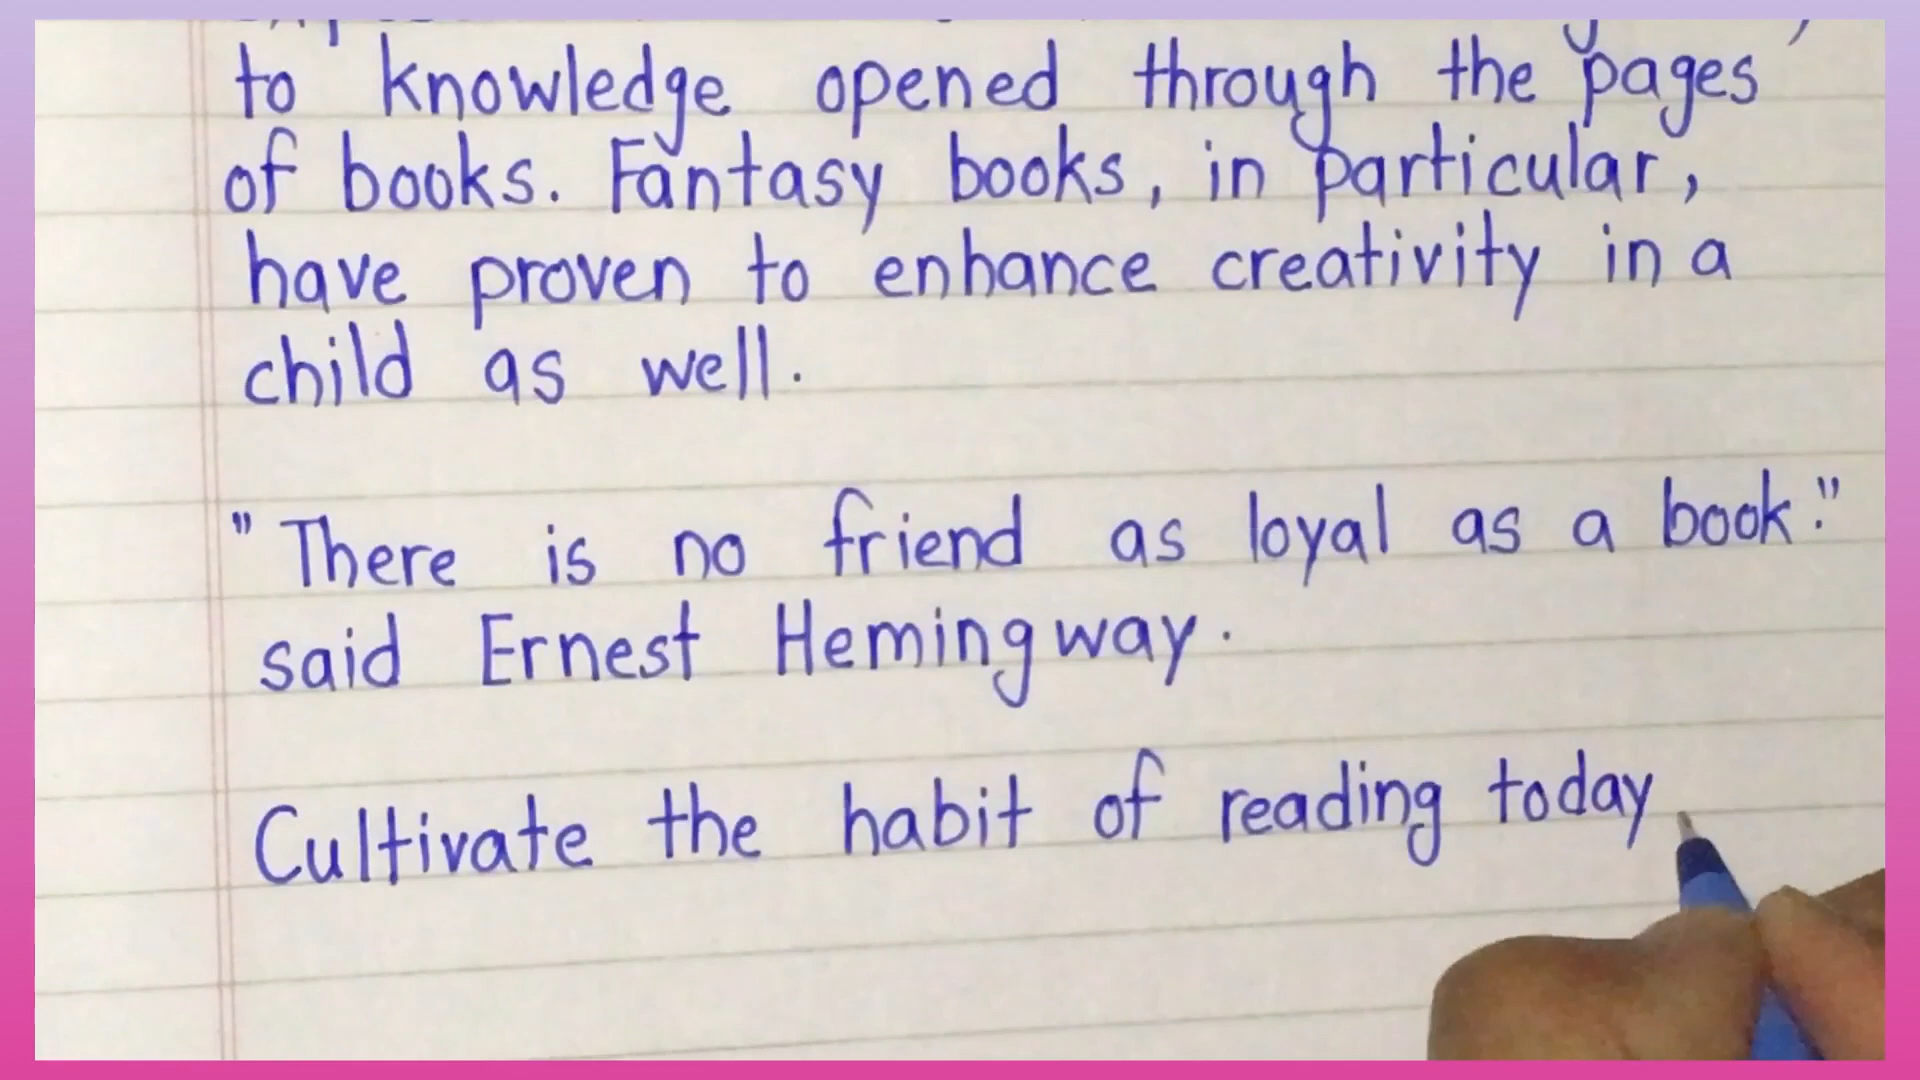 to knowledge opened through the pages
of books. Fantasy books, in particular,
have proven to enhance creativity in a
child as well.
"There is no friend as loyal as a book."
said Ernest Hemingway.
Cultivate the habit of reading today